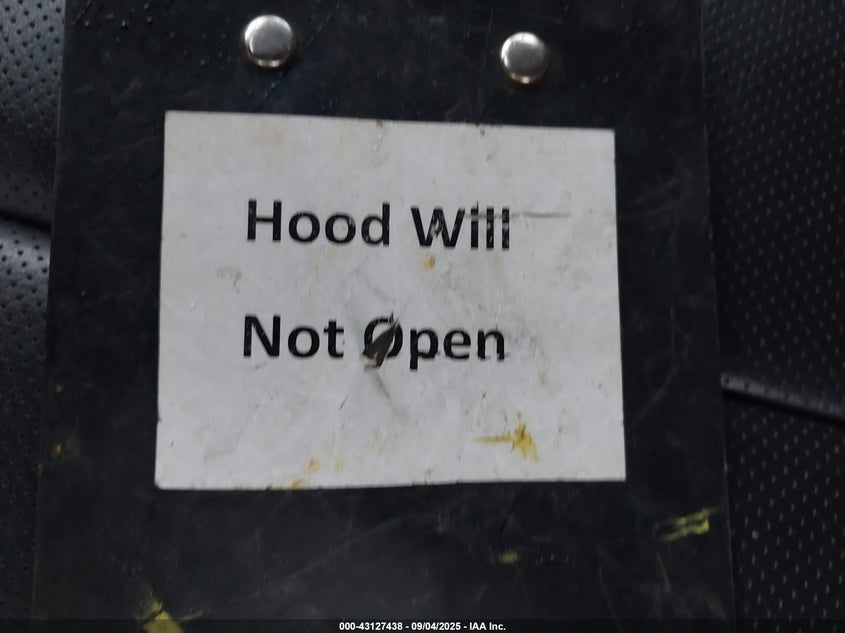 Hood Will
Not Open
000-43127438 - 09/04/2025 - IAA Inc.